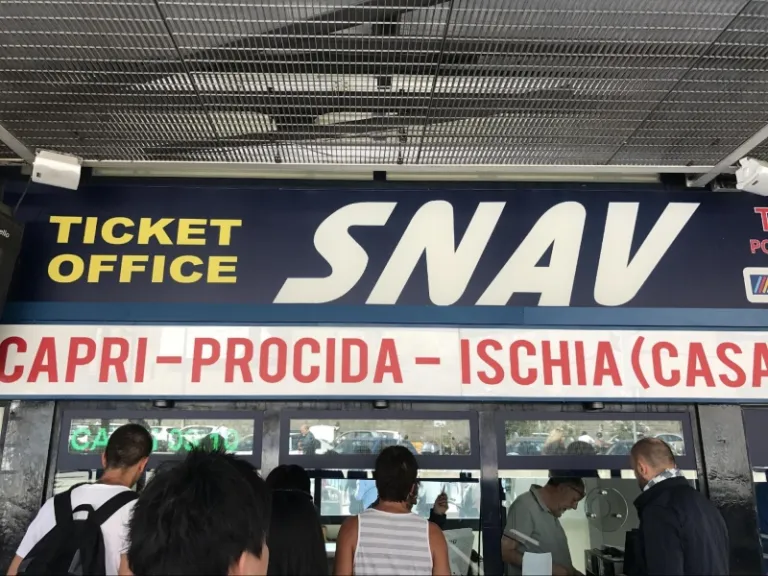 TICKET
OFFICE
SNAV
CAPRI-PROCIDA - ISCHIA (CASA